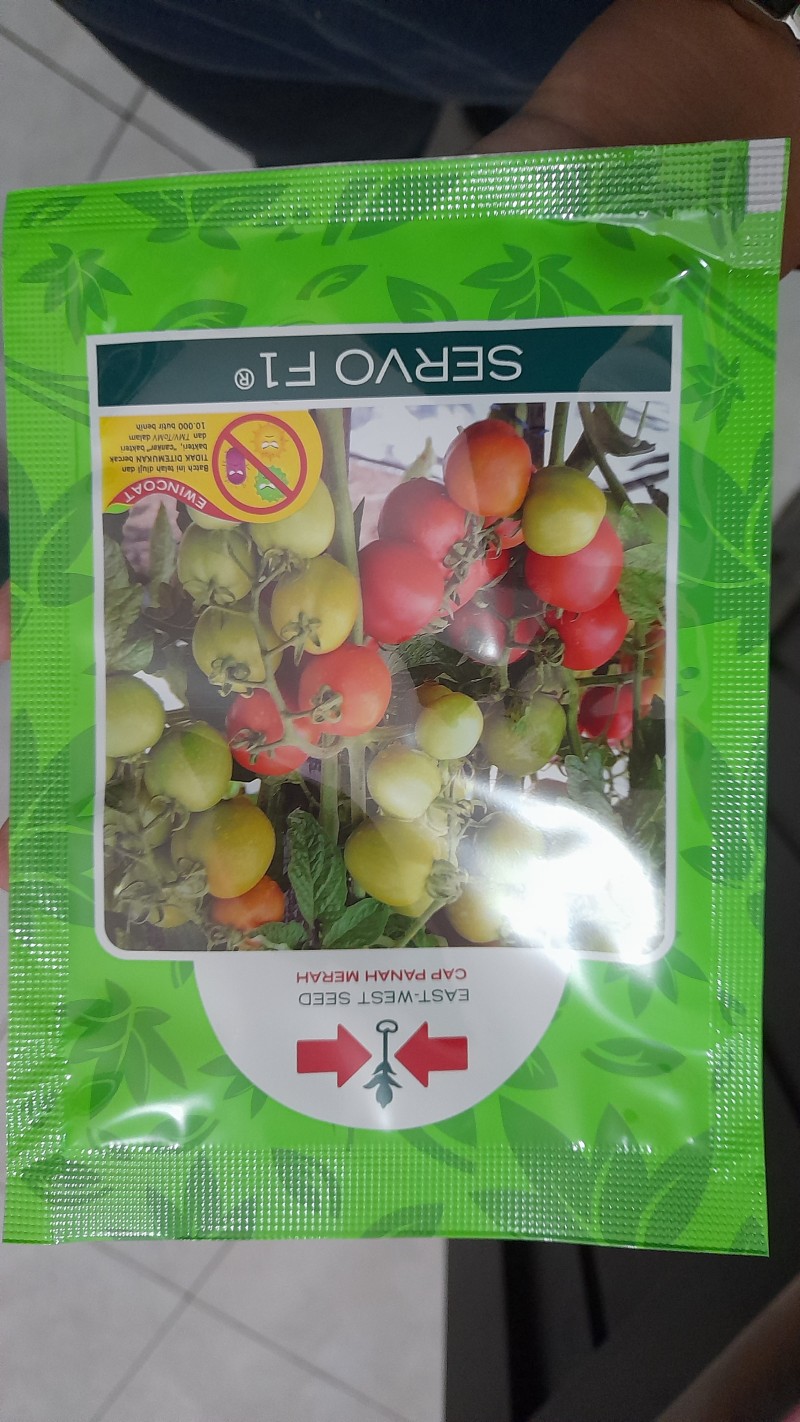 EAST-WEST SEED
CAP PANAH MERAH
EWINCOAT
Batch ini telah diuji dan
TIDAK DITEMUKAN bercak
bakteri, "cankar" bakteri
dan TMV/ToMV dalam
10.000 butir benih
SERVO F1®